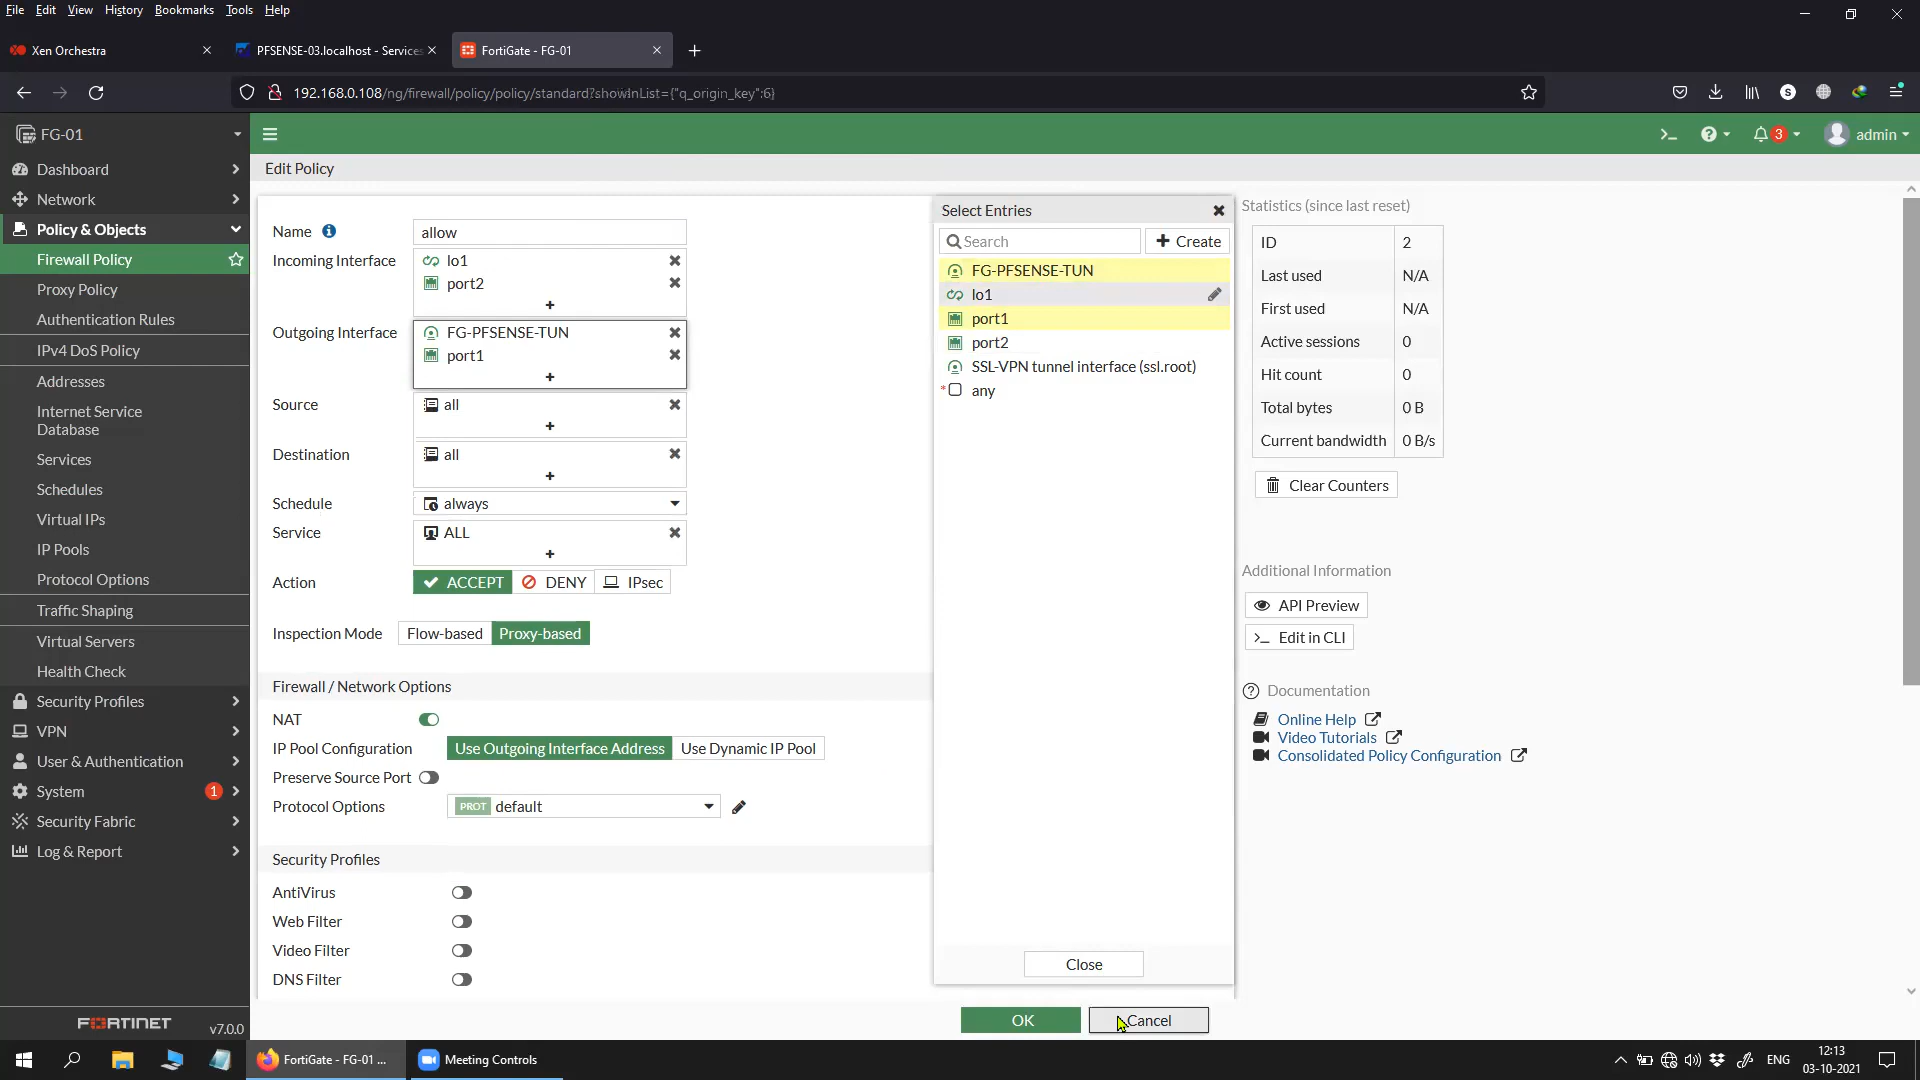 File Edit View History Bookmarks Tools Help
Xen Orchestra
PFSENSE-03.localhost - Services
FortiGate - FG-01
192.168.0.108/ng/firewall/policy/policy/standard?showInList={"q_origin_key":6}
FG-01
3 admin
Dashboard
Network
Policy & Objects
Firewall Policy
Proxy Policy
Authentication Rules
IPv4 DoS Policy
Addresses
Internet Service
Database
Services
Schedules
Virtual IPs
IP Pools
Protocol Options
Traffic Shaping
Virtual Servers
Health Check
Security Profiles
VPN
User & Authentication
System 1
Security Fabric
Log & Report
FORTINET v7.0.0
Edit Policy
Name allow
Incoming Interface lo1
port2
+
Outgoing Interface FG-PFSENSE-TUN
port1
+
Source all
+
Destination all
+
Schedule always
Service ALL
+
Action ACCEPT DENY IPsec
Inspection Mode Flow-based Proxy-based
Firewall / Network Options
NAT
IP Pool Configuration Use Outgoing Interface Address Use Dynamic IP Pool
Preserve Source Port
Protocol Options PROT default
Security Profiles
AntiVirus
Web Filter
Video Filter
DNS Filter
Select Entries
Search + Create
FG-PFSENSE-TUN
lo1
port1
port2
SSL-VPN tunnel interface (ssl.root)
* any
Close
OK Cancel
Statistics (since last reset)
ID 2
Last used N/A
First used N/A
Active sessions 0
Hit count 0
Total bytes 0 B
Current bandwidth 0 B/s
Clear Counters
Additional Information
API Preview
>_ Edit in CLI
Documentation
Online Help
Video Tutorials
Consolidated Policy Configuration
FortiGate - FG-01 ...
Meeting Controls
ENG
12:13
03-10-2021